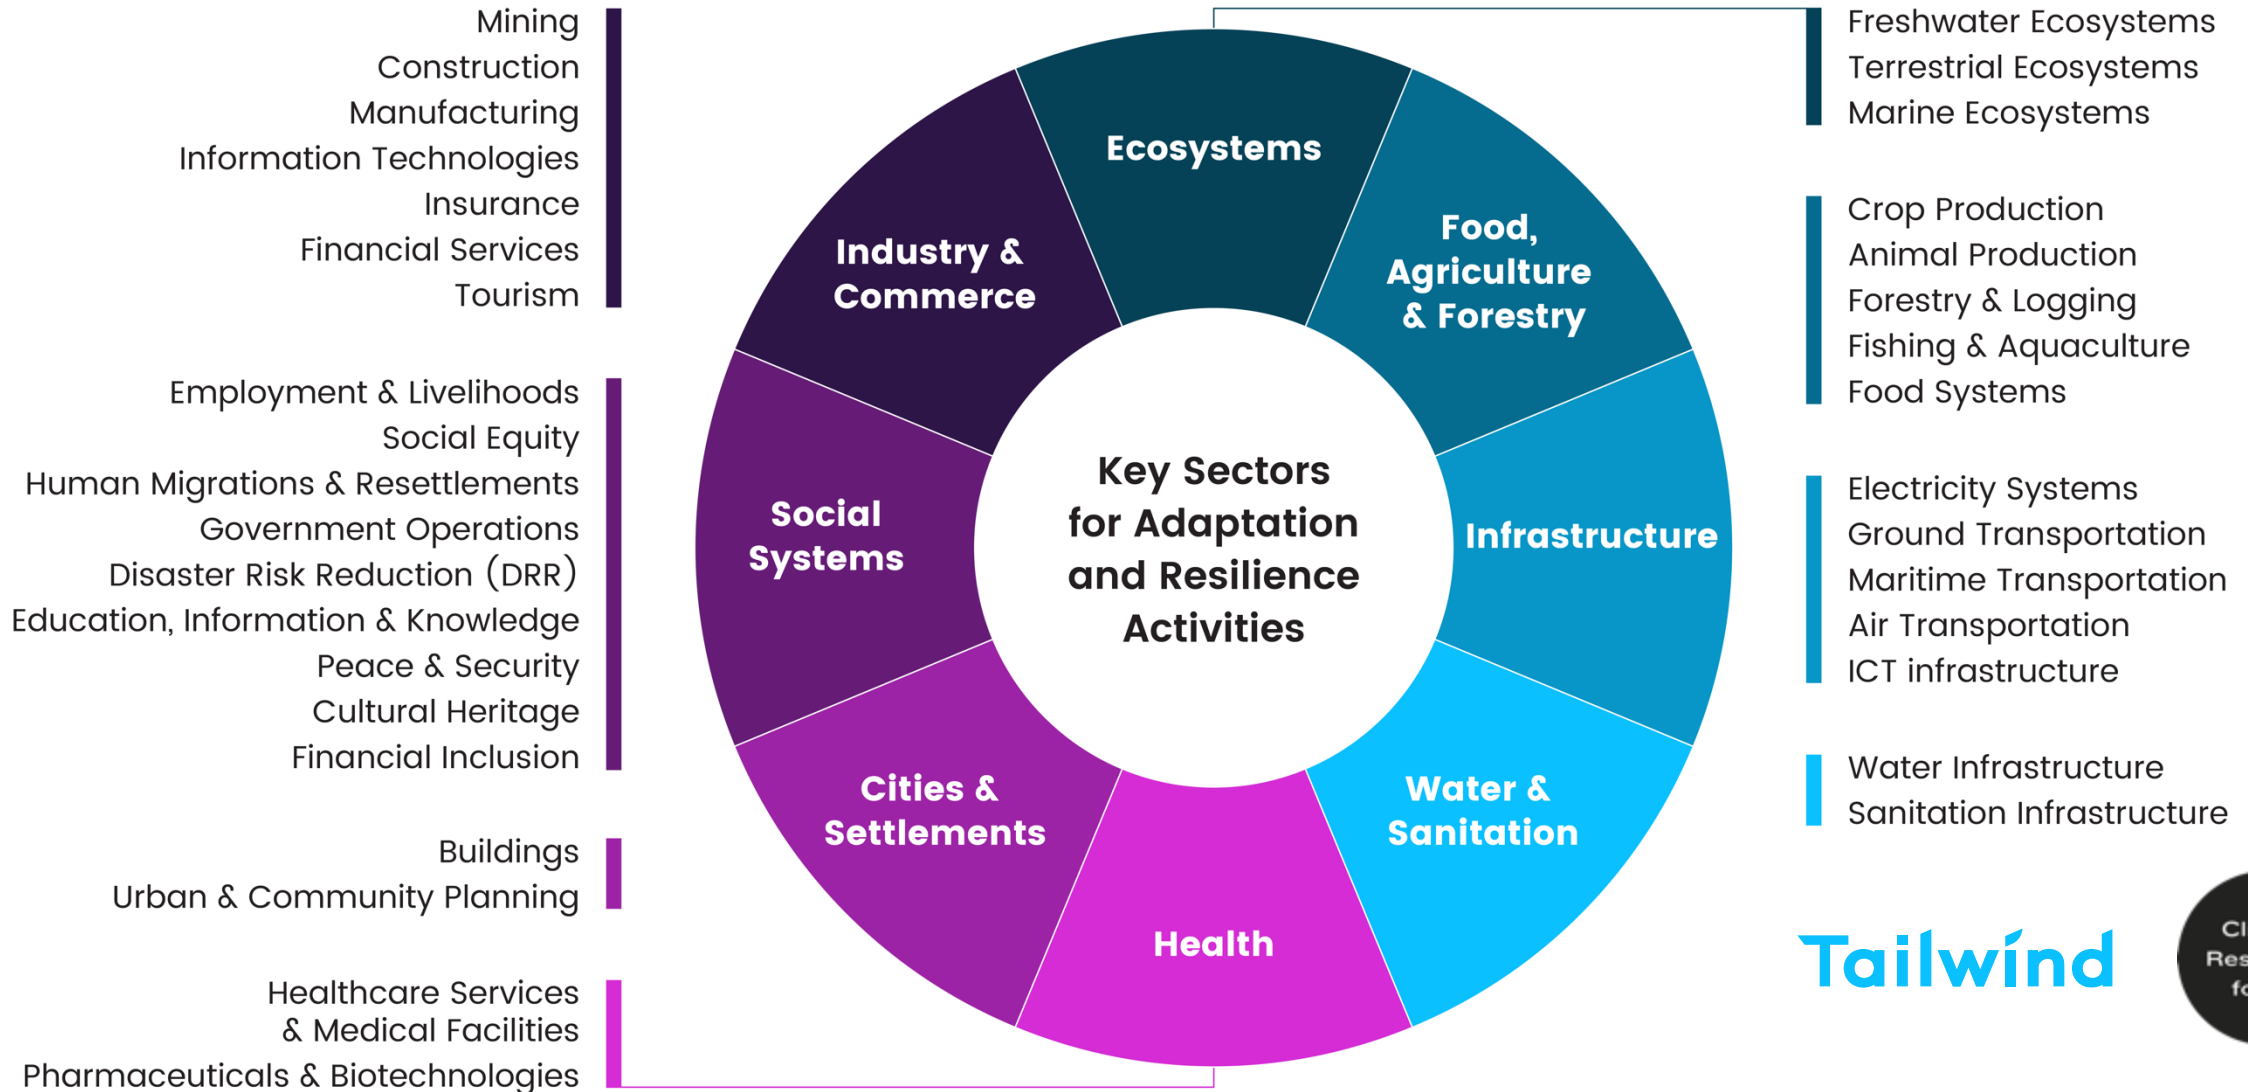 Mining
Construction
Manufacturing
Information Technologies
Insurance
Financial Services
Tourism
Employment & Livelihoods
Social Equity
Human Migrations & Resettlements
Government Operations
Disaster Risk Reduction (DRR)
Education, Information & Knowledge
Peace & Security
Cultural Heritage
Financial Inclusion
Buildings
Urban & Community Planning
Healthcare Services
& Medical Facilities
Pharmaceuticals & Biotechnologies
Ecosystems
Food,
Agriculture
& Forestry
Infrastructure
Water &
Sanitation
Health
Cities &
Settlements
Social
Systems
Industry &
Commerce
Key Sectors
for Adaptation
and Resilience
Activities
Freshwater Ecosystems
Terrestrial Ecosystems
Marine Ecosystems
Crop Production
Animal Production
Forestry & Logging
Fishing & Aquaculture
Food Systems
Electricity Systems
Ground Transportation
Maritime Transportation
Air Transportation
ICT infrastructure
Water Infrastructure
Sanitation Infrastructure
Tailwind